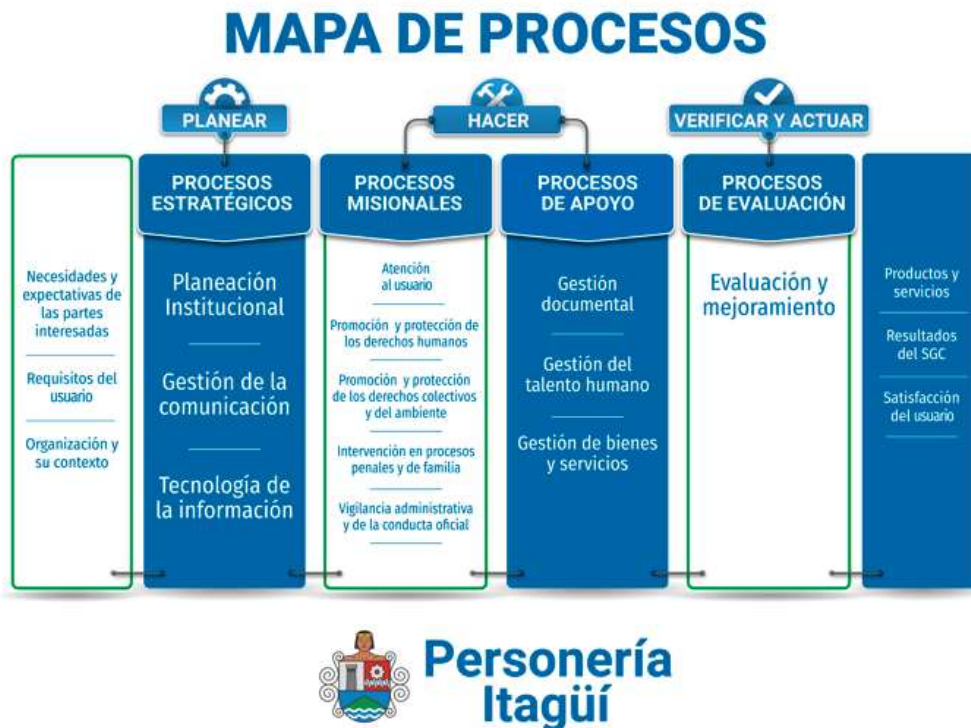 MAPA DE PROCESOS
PLANEAR
HACER
VERIFICAR Y ACTUAR
Necesidades y
expectativas de
las partes
interesadas
Requisitos del
usuario
Organización y
su contexto
PROCESOS
ESTRATÉGICOS
Planeación
Institucional
Gestión de la
comunicación
Tecnología de
la información
PROCESOS
MISIONALES
Atención
al usuario
Promoción y protección de
los derechos humanos
Promoción y protección
de los derechos colectivos
y del ambiente
Intervención en procesos
penales y de familia
Vigilancia administrativa
y de la conducta oficial
PROCESOS
DE APOYO
Gestión
documental
Gestión del
talento humano
Gestión de bienes
y servicios
PROCESOS
DE EVALUACIÓN
Evaluación y
mejoramiento
Productos y
servicios
Resultados
del SGC
Satisfacción
del usuario
Personería
Itagüí